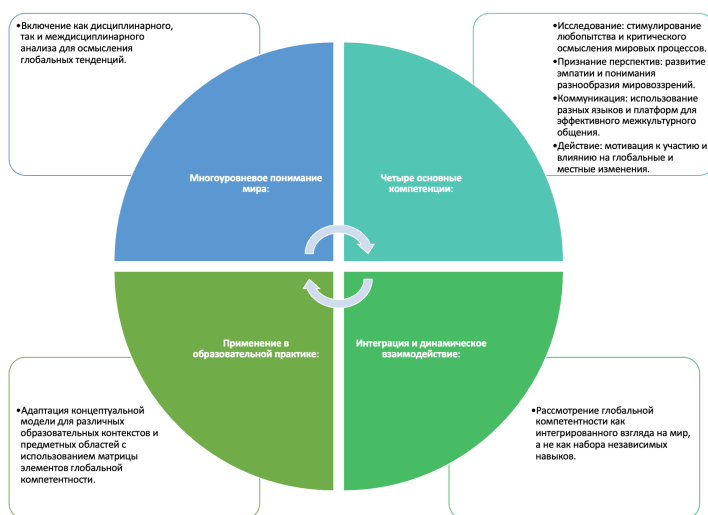 •Включение как дисциплинарного,
так и междисциплинарного
анализа для осмысления
глобальных тенденций.
•Исследование: стимулирование
любопытства и критического
осмысления мировых процессов.
•Признание перспектив: развитие
эмпатии и понимания
разнообразия мировоззрений.
•Коммуникация: использование
разных языков и платформ для
эффективного межкультурного
общения.
•Действие: мотивация к участию и
влиянию на глобальные и
местные изменения.
Многоуровневое понимание
мира:
Четыре основные
компетенции:
Применение в
образовательной практике:
Интеграция и динамическое
взаимодействие:
•Адаптация концептуальной
модели для различных
образовательных контекстов и
предметных областей с
использованием матрицы
элементов глобальной
компетентности.
•Рассмотрение глобальной
компетентности как
интегрированного взгляда на мир,
а не как набора независимых
навыков.